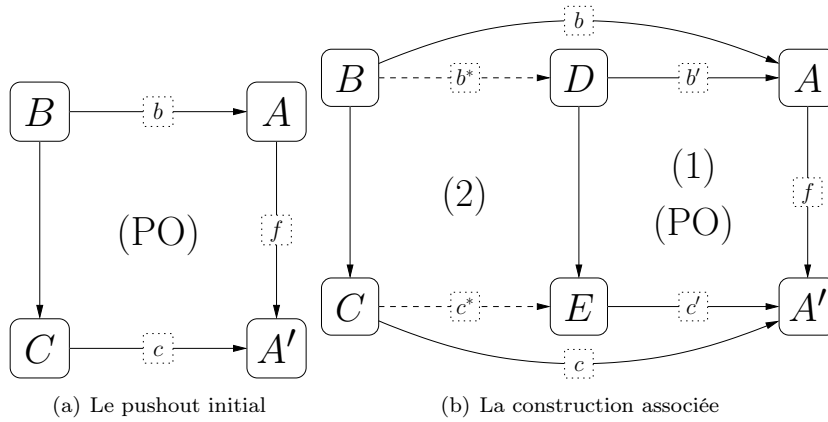 b
B
b*
D
b′
A
B
b
A
(2)
(1)
(PO)
f
(PO)
f
C
c*
E
c′
A′
C
c
A′
c
(a) Le pushout initial
(b) La construction associée